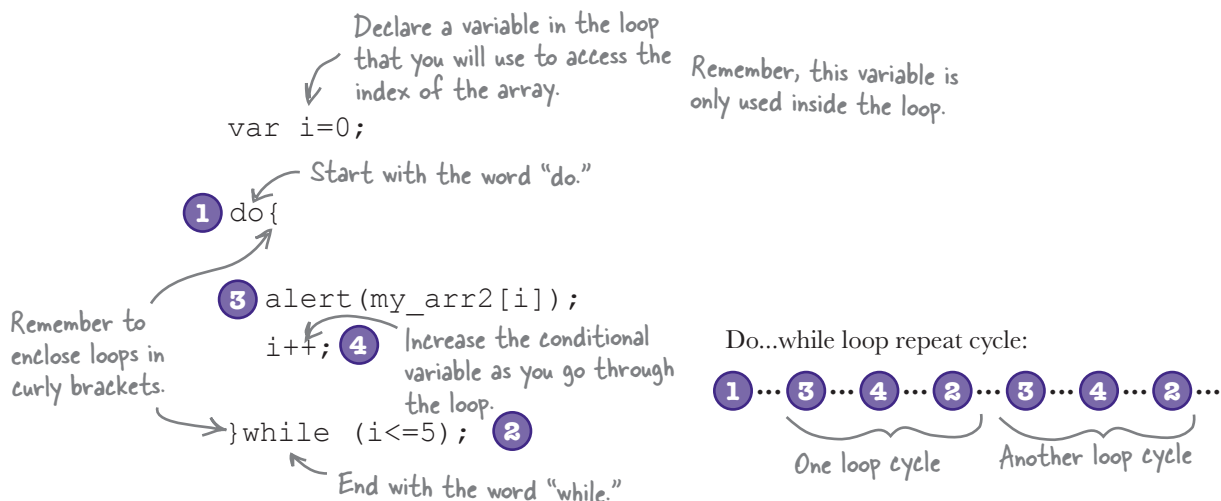 Declare a variable in the loop
that you will use to access the
index of the array.
Remember, this variable is
only used inside the loop.
var i=0;
Start with the word “do.”
1 do{
3 alert(my_arr2[i]);
Remember to
enclose loops in
curly brackets.
i++; 4
Increase the conditional
variable as you go through
the loop.
}while (i<=5); 2
End with the word “while.”
Do...while loop repeat cycle:
1...3...4...2...3...4...2...
One loop cycle
Another loop cycle